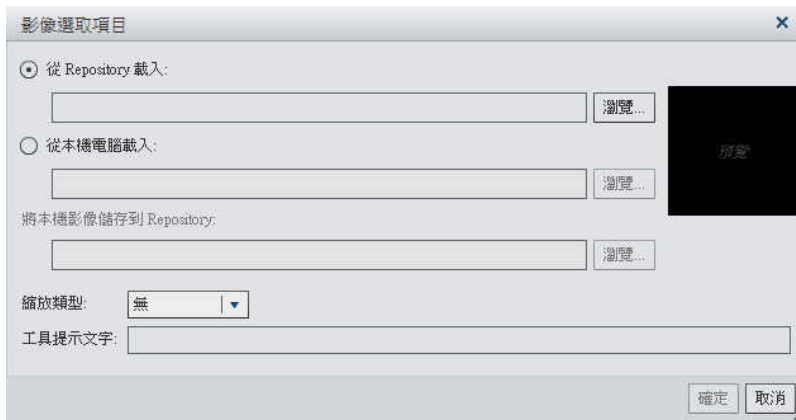 影像選取項目
從 Repository 載入:
瀏覽...
從本機電腦載入:
預覽
瀏覽...
將本機影像儲存到 Repository:
瀏覽...
縮放類型: 無
工具提示文字:
確定 取消